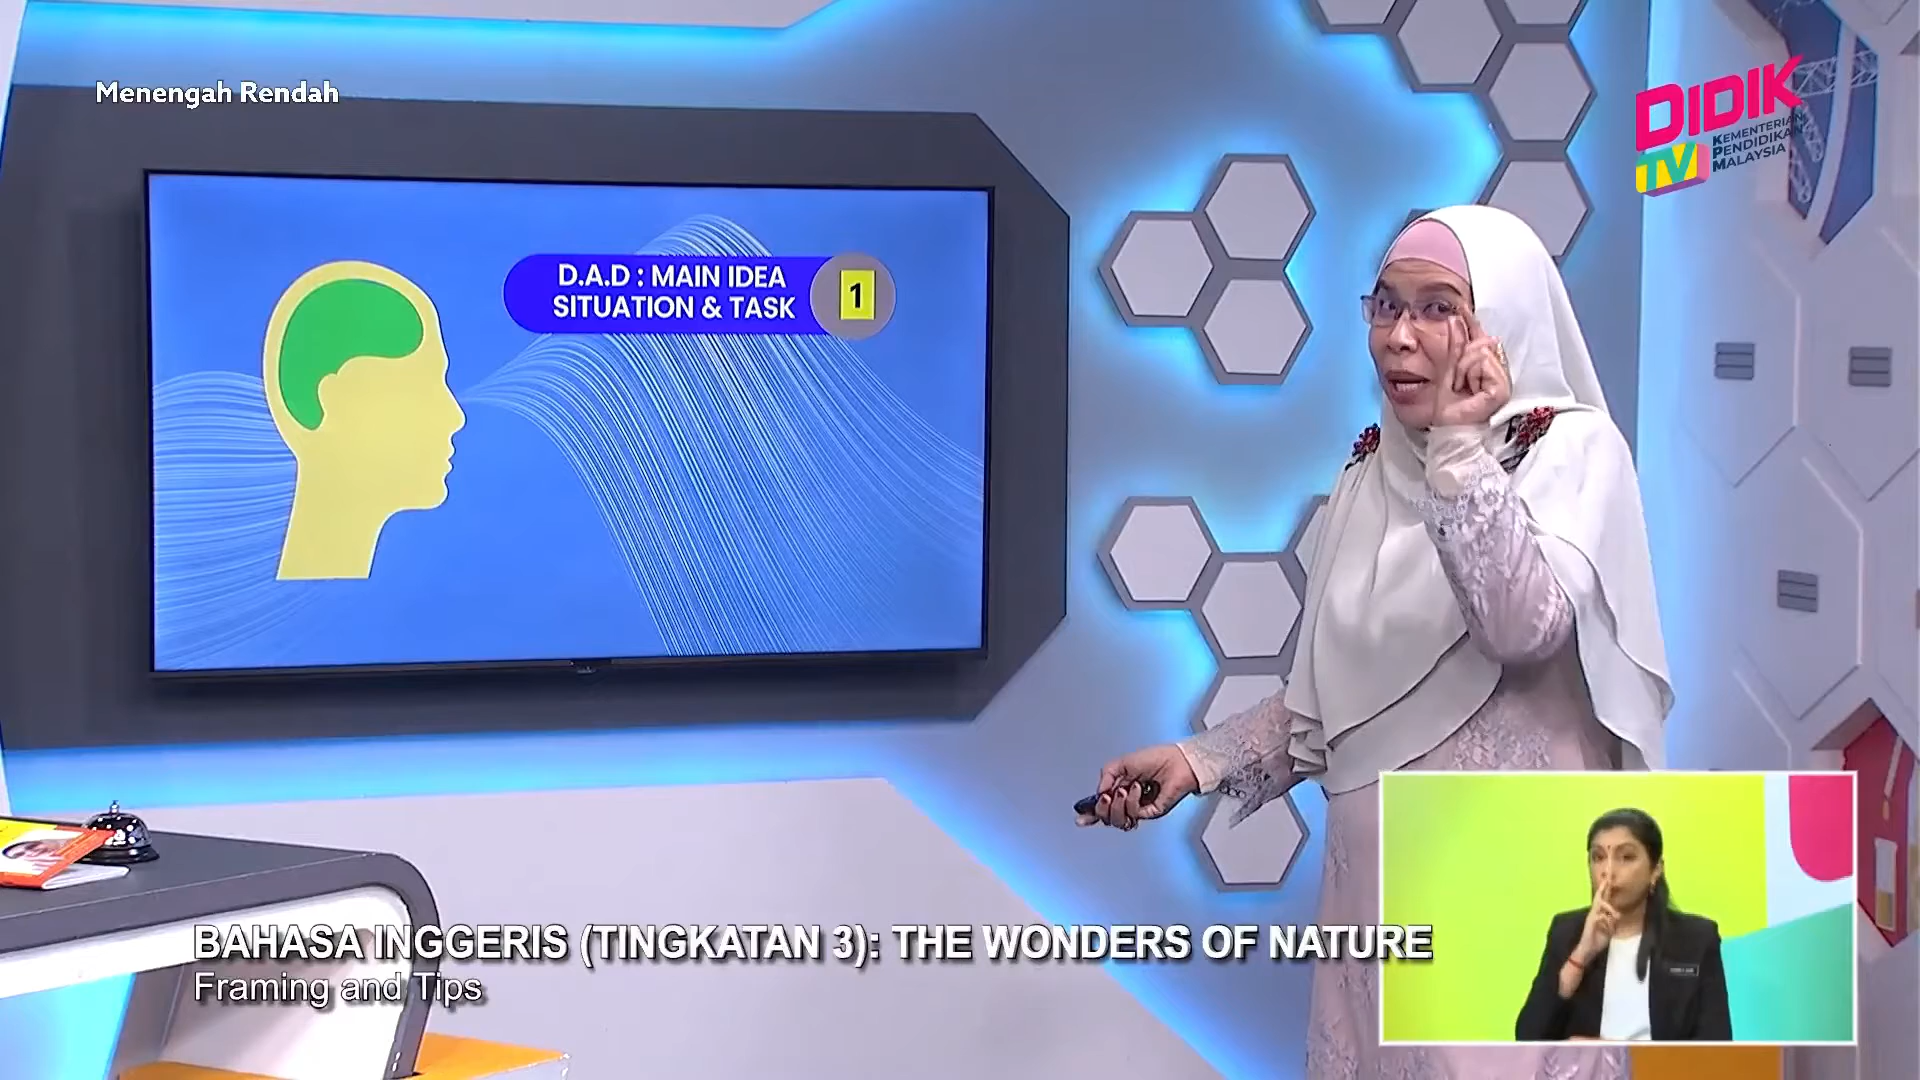 Menengah Rendah
DIDIK
TV
KEMENTERIAN
PENDIDIKAN
MALAYSIA
D.A.D : MAIN IDEA
SITUATION & TASK
1
BAHASA INGGERIS (TINGKATAN 3): THE WONDERS OF NATURE
Framing and Tips